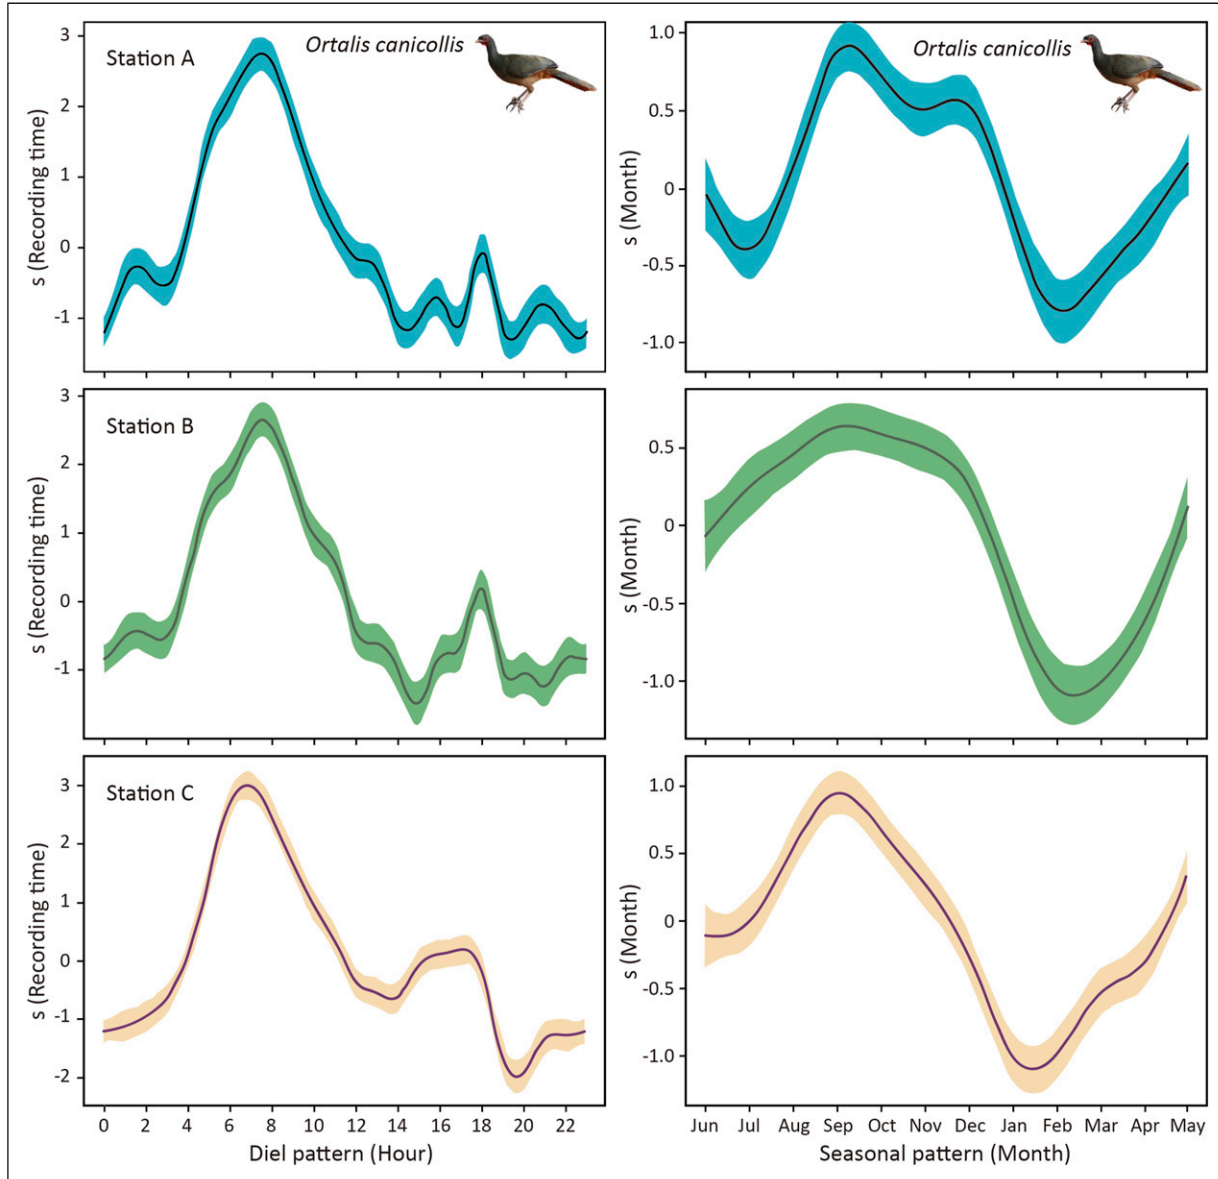 Station A
Ortalis canicollis
s (Recording time)
3
2
1
0
-1
Ortalis canicollis
s (Month)
1.0
0.5
0
-0.5
-1.0
Station B
s (Recording time)
3
2
1
0
-1
s (Month)
0.5
0
-0.5
-1.0
Station C
s (Recording time)
3
2
1
0
-1
-2
0 2 4 6 8 10 12 14 16 18 20 22
Diel pattern (Hour)
s (Month)
1.0
0.5
0
-0.5
-1.0
Jun Jul Aug Sep Oct Nov Dec Jan Feb Mar Apr May
Seasonal pattern (Month)